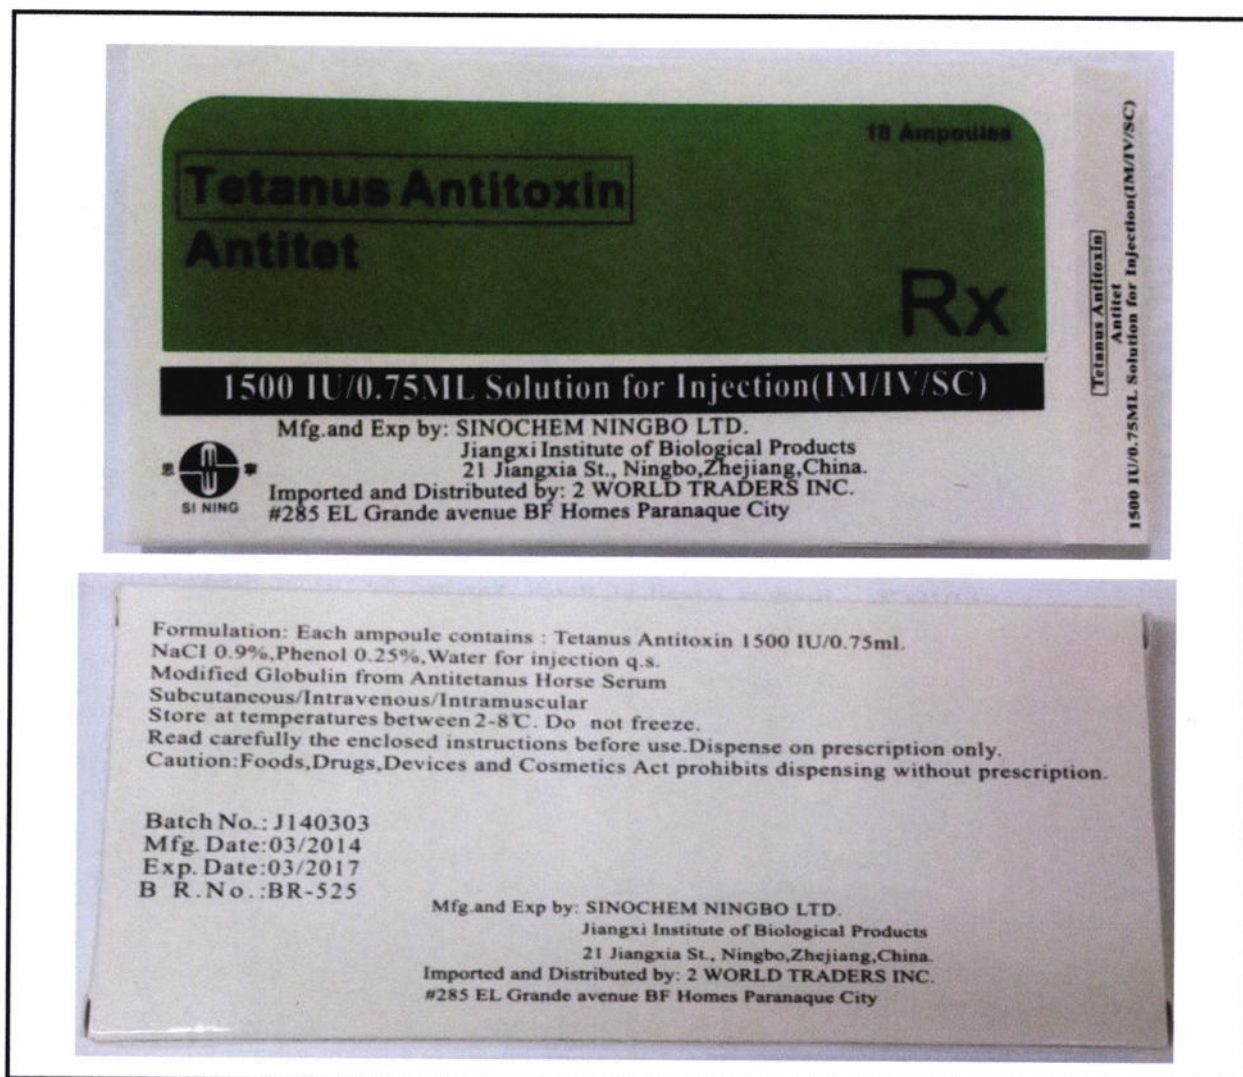 18 Ampoules
Tetanus Antitoxin
Antitet
Rx
1500 IU/0.75ML Solution for Injection(IM/IV/SC)
Mfg.and Exp by: SINOCHEM NINGBO LTD.
Jiangxi Institute of Biological Products
21 Jiangxia St., Ningbo,Zhejiang,China.
Imported and Distributed by: 2 WORLD TRADERS INC.
#285 EL Grande avenue BF Homes Paranaque City
思 寧
SI NING
Tetanus Antitoxin
Antitet
1500 IU/0.75ML Solution for Injection(IM/IV/SC)
Formulation: Each ampoule contains : Tetanus Antitoxin 1500 IU/0.75ml.
NaCI 0.9%,Phenol 0.25%,Water for injection q.s.
Modified Globulin from Antitetanus Horse Serum
Subcutaneous/Intravenous/Intramuscular
Store at temperatures between 2-8℃. Do not freeze.
Read carefully the enclosed instructions before use.Dispense on prescription only.
Caution:Foods,Drugs,Devices and Cosmetics Act prohibits dispensing without prescription.
Batch No.: J140303
Mfg. Date:03/2014
Exp. Date:03/2017
B R.No.:BR-525
Mfg.and Exp by: SINOCHEM NINGBO LTD.
Jiangxi Institute of Biological Products
21 Jiangxia St., Ningbo,Zhejiang,China.
Imported and Distributed by: 2 WORLD TRADERS INC.
#285 EL Grande avenue BF Homes Paranaque City